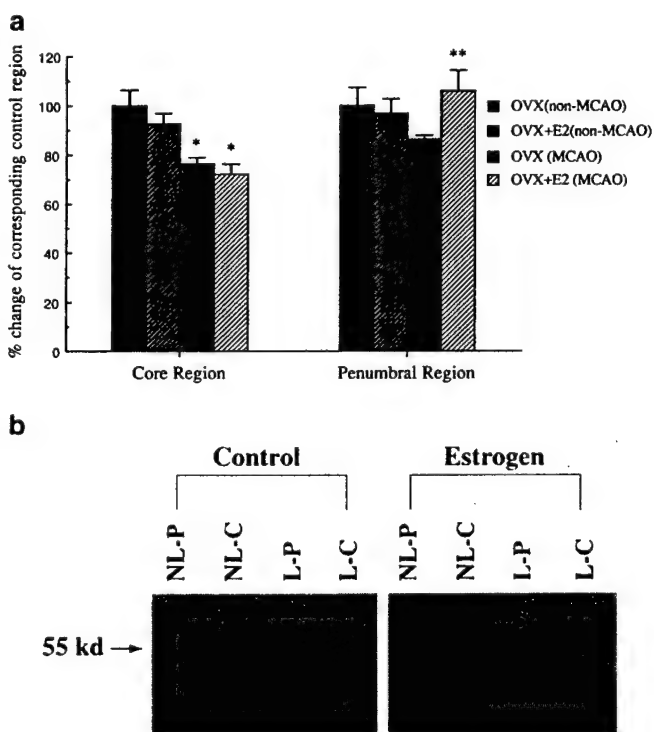 a
% change of corresponding control region
120
100
80
60
40
20
0
*
*
**
Core Region
Penumbral Region
OVX(non-MCAO)
OVX+E2(non-MCAO)
OVX (MCAO)
OVX+E2 (MCAO)
b
Control
Estrogen
NL-P
NL-C
L-P
L-C
NL-P
NL-C
L-P
L-C
55 kd →